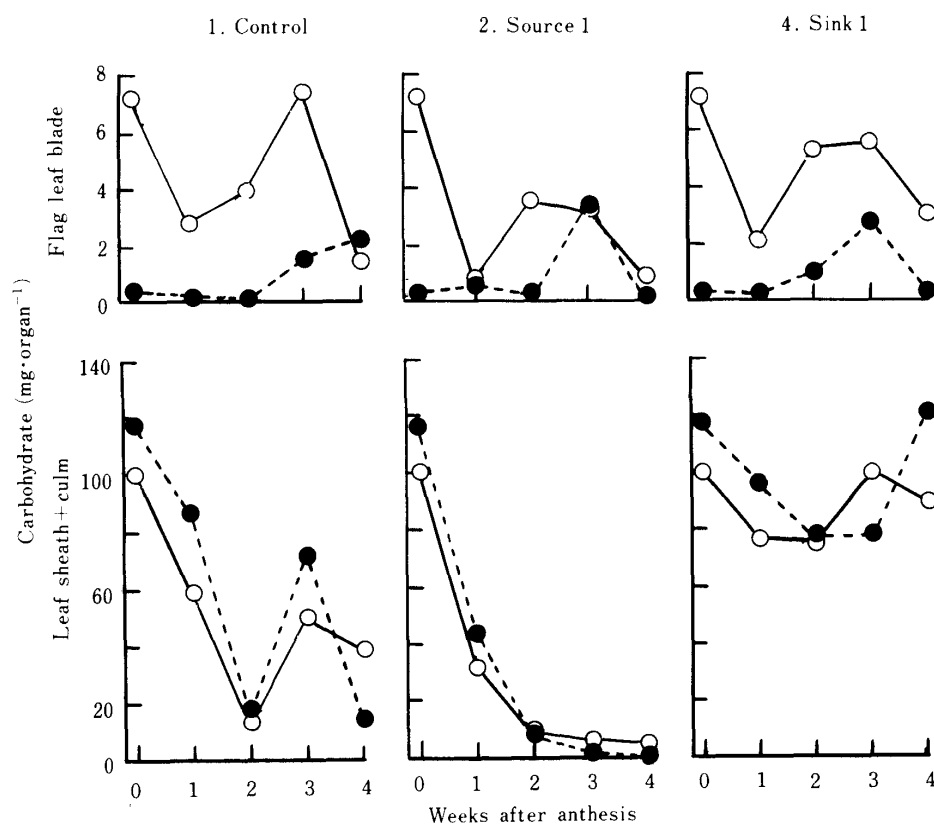 1. Control
2. Source 1
4. Sink 1
Carbohydrate (mg·organ⁻¹)
Flag leaf blade
8
6
4
2
0
Leaf sheath+culm
140
100
60
20
0
0 1 2 3 4
0 1 2 3 4
0 1 2 3 4
Weeks after anthesis